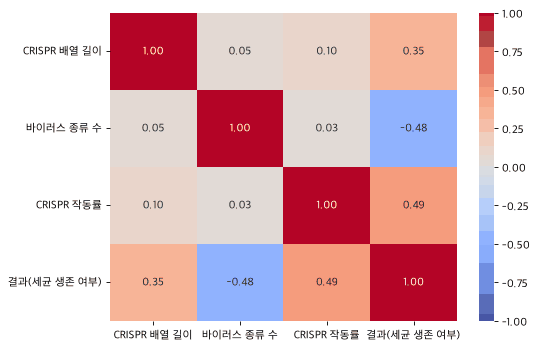 CRISPR 배열 길이
1.00 0.05 0.10 0.35
바이러스 종류 수
0.05 1.00 0.03 -0.48
CRISPR 작동률
0.10 0.03 1.00 0.49
결과(세균 생존 여부)
0.35 -0.48 0.49 1.00
CRISPR 배열 길이 바이러스 종류 수 CRISPR 작동률 결과(세균 생존 여부)
1.00
0.75
0.50
0.25
0.00
-0.25
-0.50
-0.75
-1.00